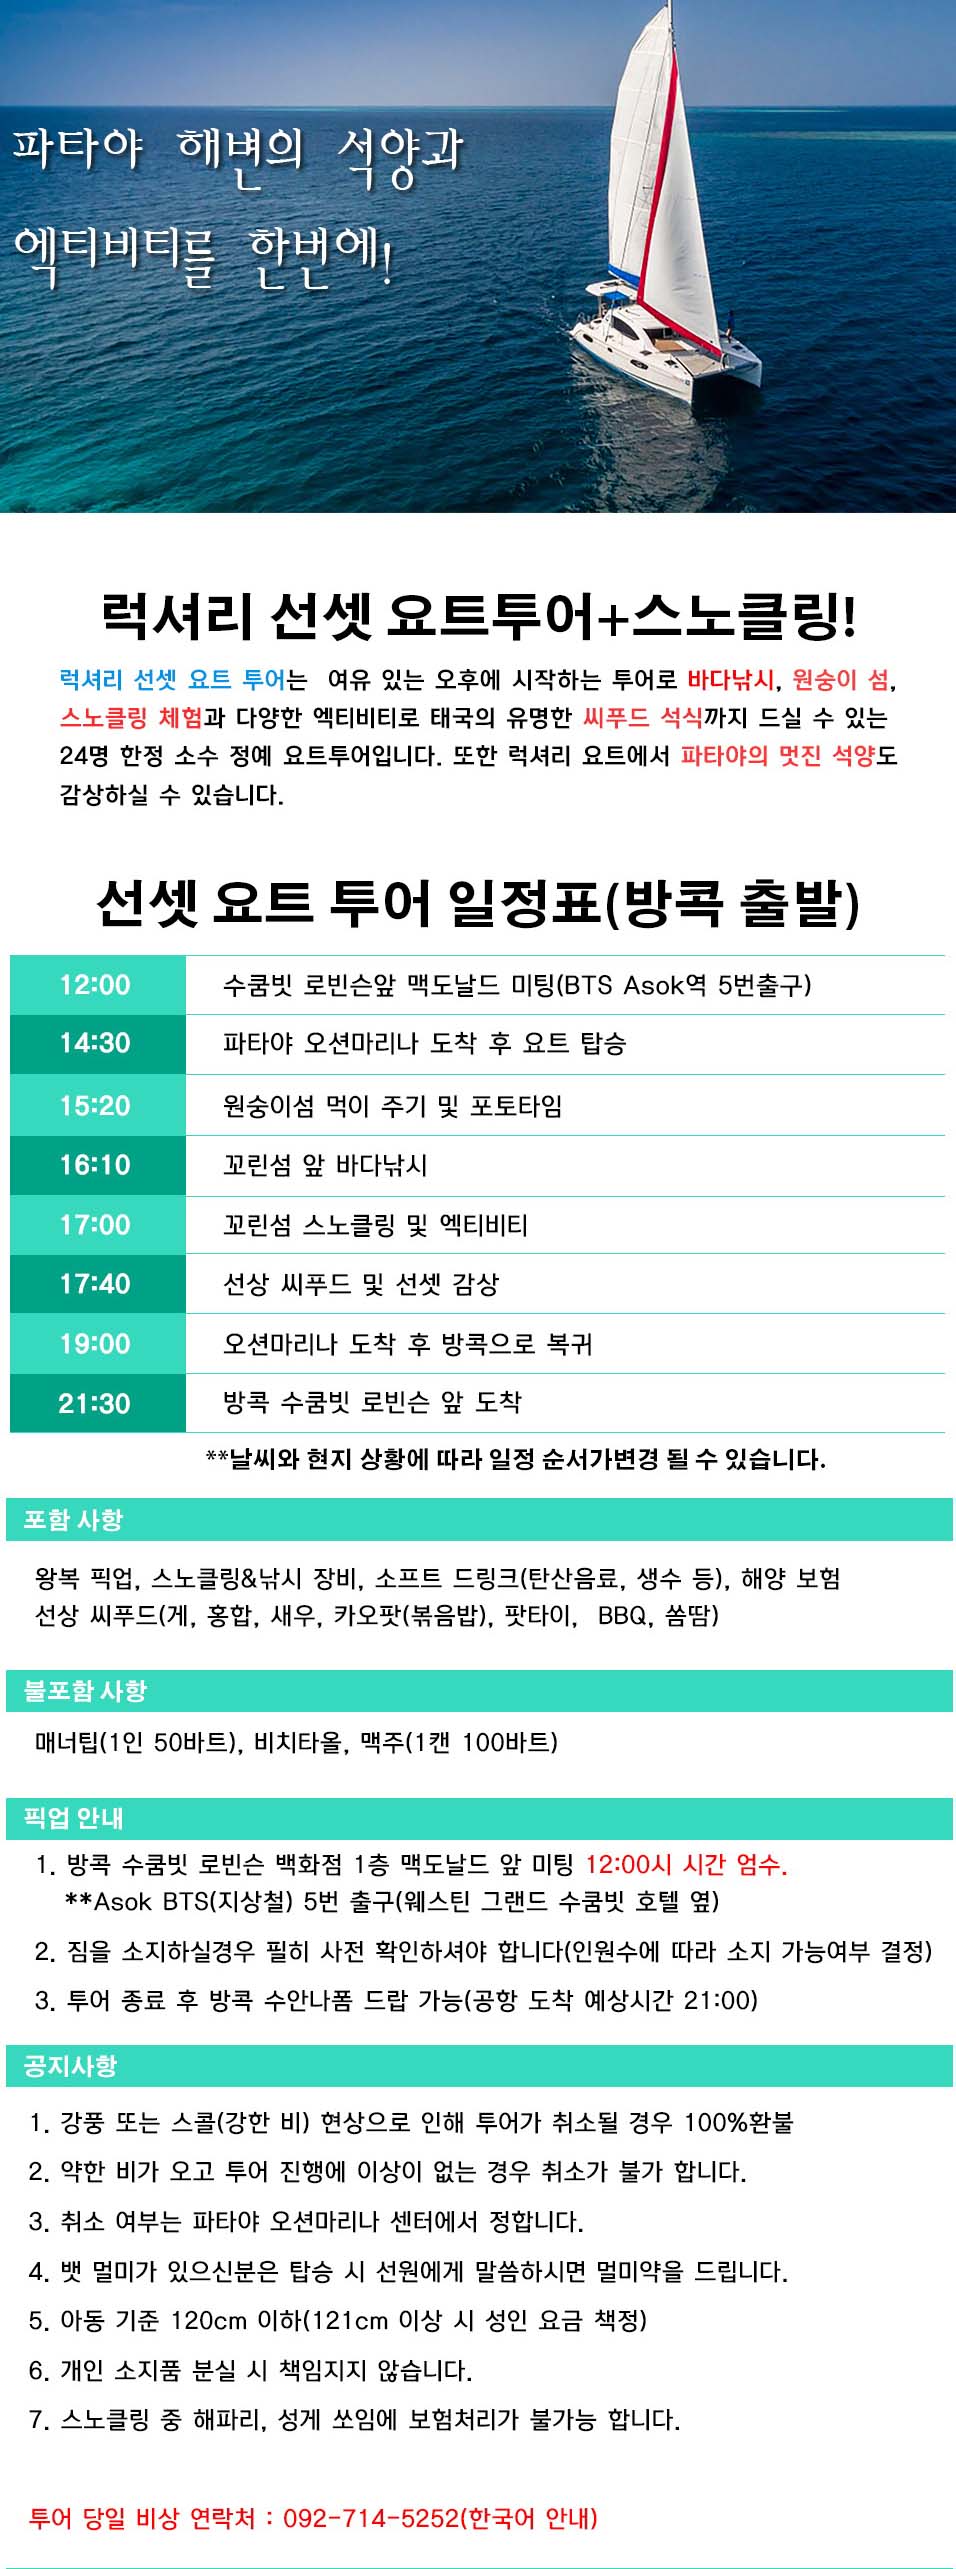 파타야 해변의 석양과
엑티비티를 한번에!
럭셔리 선셋 요트투어+스노클링!
럭셔리 선셋 요트 투어는 여유 있는 오후에 시작하는 투어로 바다낚시, 원숭이 섬,
스노클링 체험과 다양한 엑티비티로 태국의 유명한 씨푸드 석식까지 드실 수 있는
24명 한정 소수 정예 요트투어입니다. 또한 럭셔리 요트에서 파타야의 멋진 석양도
감상하실 수 있습니다.
선셋 요트 투어 일정표(방콕 출발)
12:00 수쿰빗 로빈슨앞 맥도날드 미팅(BTS Asok역 5번출구)
14:30 파타야 오션마리나 도착 후 요트 탑승
15:20 원숭이섬 먹이 주기 및 포토타임
16:10 꼬린섬 앞 바다낚시
17:00 꼬린섬 스노클링 및 엑티비티
17:40 선상 씨푸드 및 선셋 감상
19:00 오션마리나 도착 후 방콕으로 복귀
21:30 방콕 수쿰빗 로빈슨 앞 도착
**날씨와 현지 상황에 따라 일정 순서가변경 될 수 있습니다.
포함 사항
왕복 픽업, 스노클링&낚시 장비, 소프트 드링크(탄산음료, 생수 등), 해양 보험
선상 씨푸드(게, 홍합, 새우, 카오팟(볶음밥), 팟타이, BBQ, 쏨땀)
불포함 사항
매너팁(1인 50바트), 비치타올, 맥주(1캔 100바트)
픽업 안내
1. 방콕 수쿰빗 로빈슨 백화점 1층 맥도날드 앞 미팅 12:00시 시간 엄수.
**Asok BTS(지상철) 5번 출구(웨스틴 그랜드 수쿰빗 호텔 옆)
2. 짐을 소지하실경우 필히 사전 확인하셔야 합니다(인원수에 따라 소지 가능여부 결정)
3. 투어 종료 후 방콕 수안나폼 드랍 가능(공항 도착 예상시간 21:00)
공지사항
1. 강풍 또는 스콜(강한 비) 현상으로 인해 투어가 취소될 경우 100%환불
2. 약한 비가 오고 투어 진행에 이상이 없는 경우 취소가 불가 합니다.
3. 취소 여부는 파타야 오션마리나 센터에서 정합니다.
4. 뱃 멀미가 있으신분은 탑승 시 선원에게 말씀하시면 멀미약을 드립니다.
5. 아동 기준 120cm 이하(121cm 이상 시 성인 요금 책정)
6. 개인 소지품 분실 시 책임지지 않습니다.
7. 스노클링 중 해파리, 성게 쏘임에 보험처리가 불가능 합니다.
투어 당일 비상 연락처 : 092-714-5252(한국어 안내)